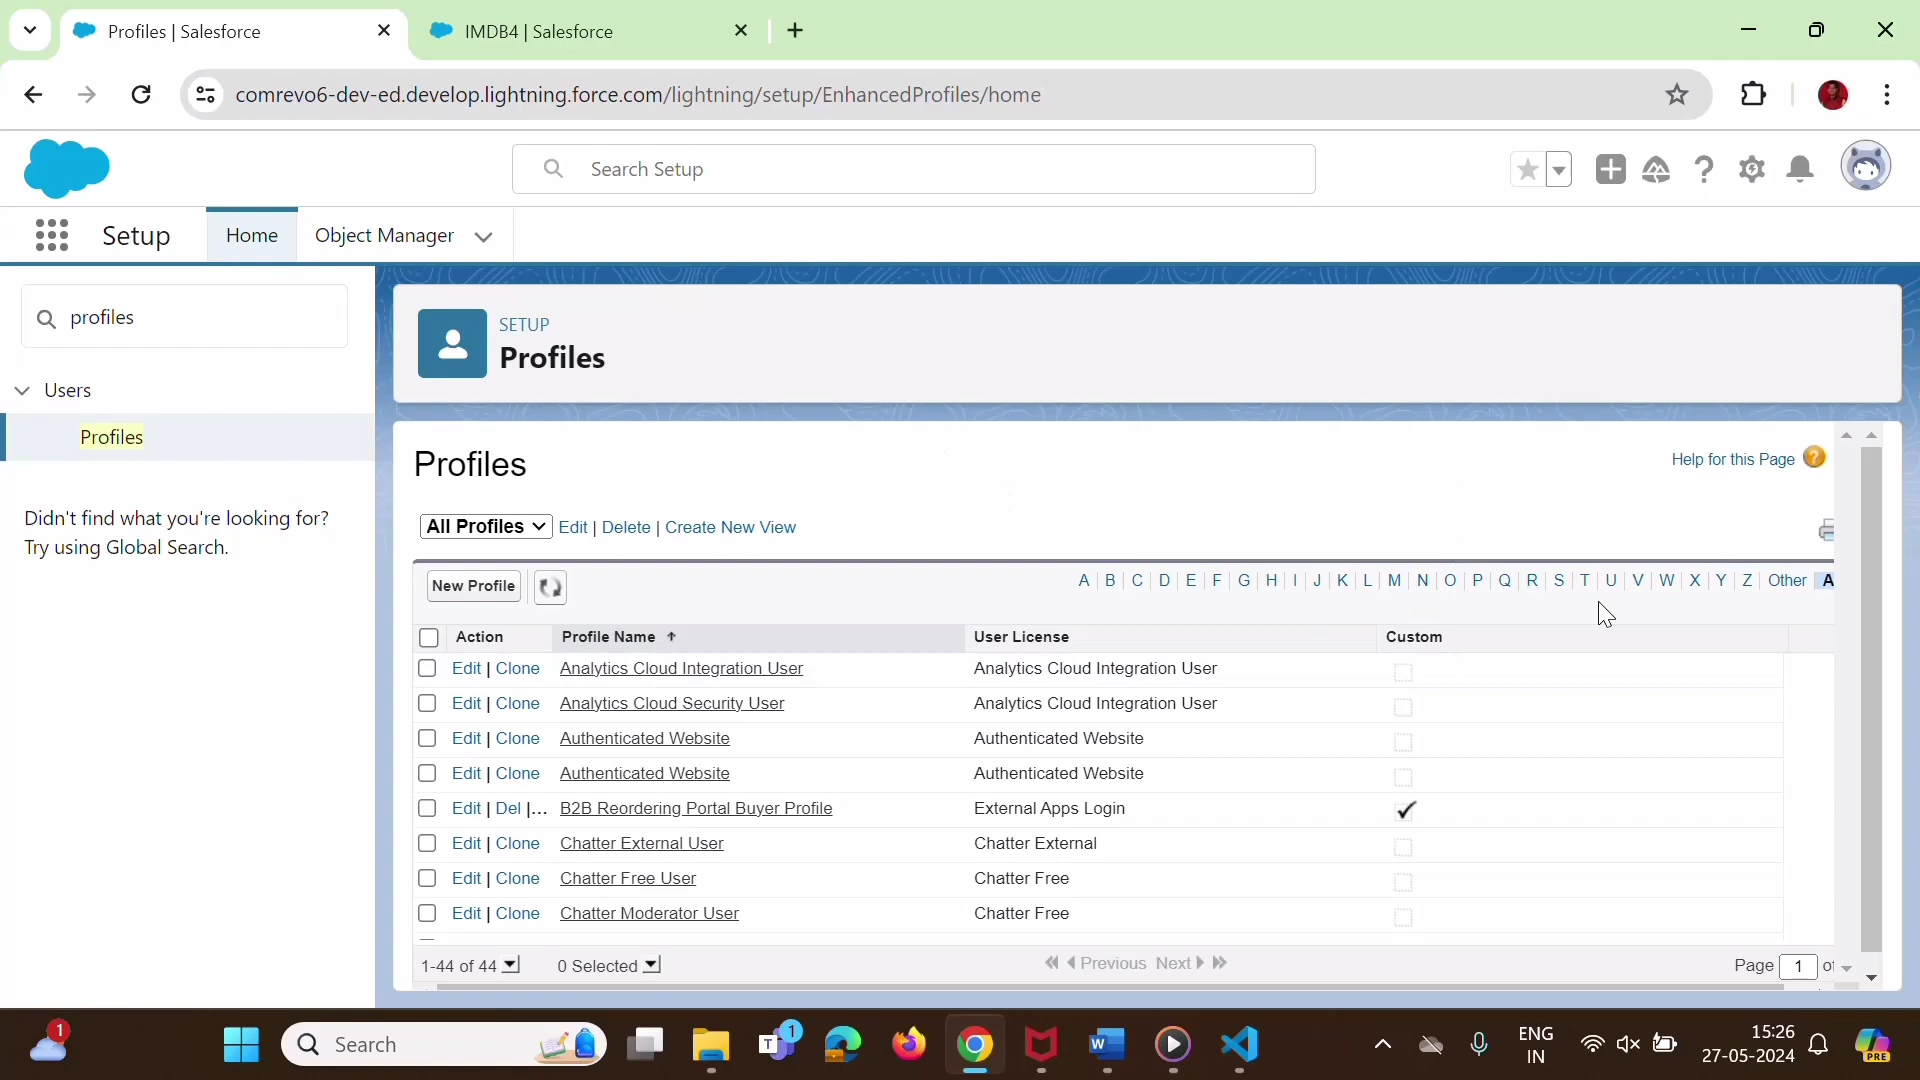 Profiles | Salesforce
IMDB4 | Salesforce
comrevo6-dev-ed.develop.lightning.force.com/lightning/setup/EnhancedProfiles/home
Search Setup
Setup
Home
Object Manager
profiles
Users
Profiles
Didn't find what you're looking for?
Try using Global Search.
SETUP
Profiles
Profiles
Help for this Page ?
All Profiles Edit | Delete | Create New View
New Profile
A | B | C | D | E | F | G | H | I | J | K | L | M | N | O | P | Q | R | S | T | U | V | W | X | Y | Z | Other | A
Action Profile Name User License Custom
Edit | Clone Analytics Cloud Integration User Analytics Cloud Integration User
Edit | Clone Analytics Cloud Security User Analytics Cloud Integration User
Edit | Clone Authenticated Website Authenticated Website
Edit | Clone Authenticated Website Authenticated Website
Edit | Del |... B2B Reordering Portal Buyer Profile External Apps Login
Edit | Clone Chatter External User Chatter External
Edit | Clone Chatter Free User Chatter Free
Edit | Clone Chatter Moderator User Chatter Free
1-44 of 44 0 Selected Previous Next Page 1 of
1
Search
1
ENG
IN
15:26
27-05-2024
PRE